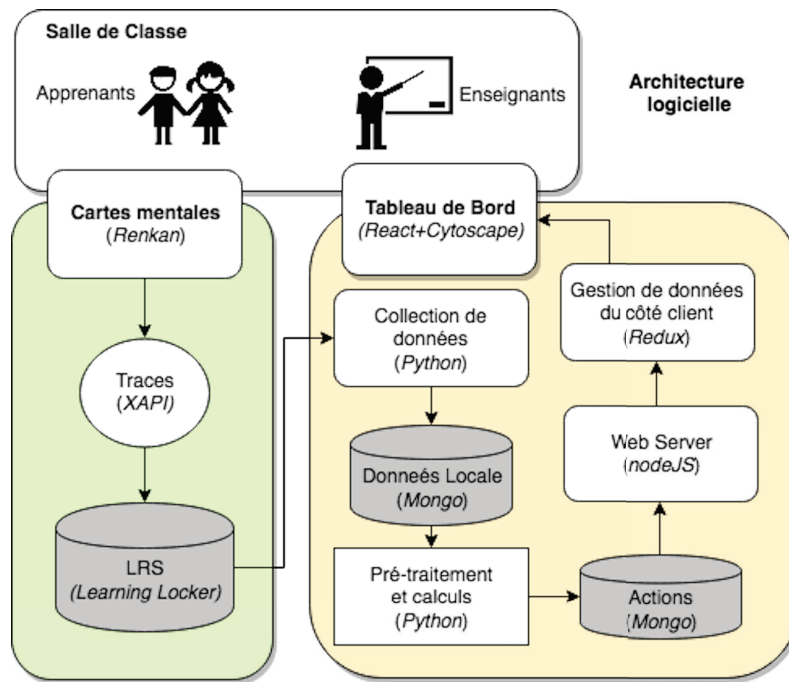 Salle de Classe
Apprenants
Enseignants
Architecture
logicielle
Cartes mentales
(Renkan)
Traces
(XAPI)
LRS
(Learning Locker)
Tableau de Bord
(React+Cytoscape)
Collection de
données
(Python)
Donneés Locale
(Mongo)
Pré-traitement
et calculs
(Python)
Actions
(Mongo)
Web Server
(nodeJS)
Gestion de données
du côté client
(Redux)